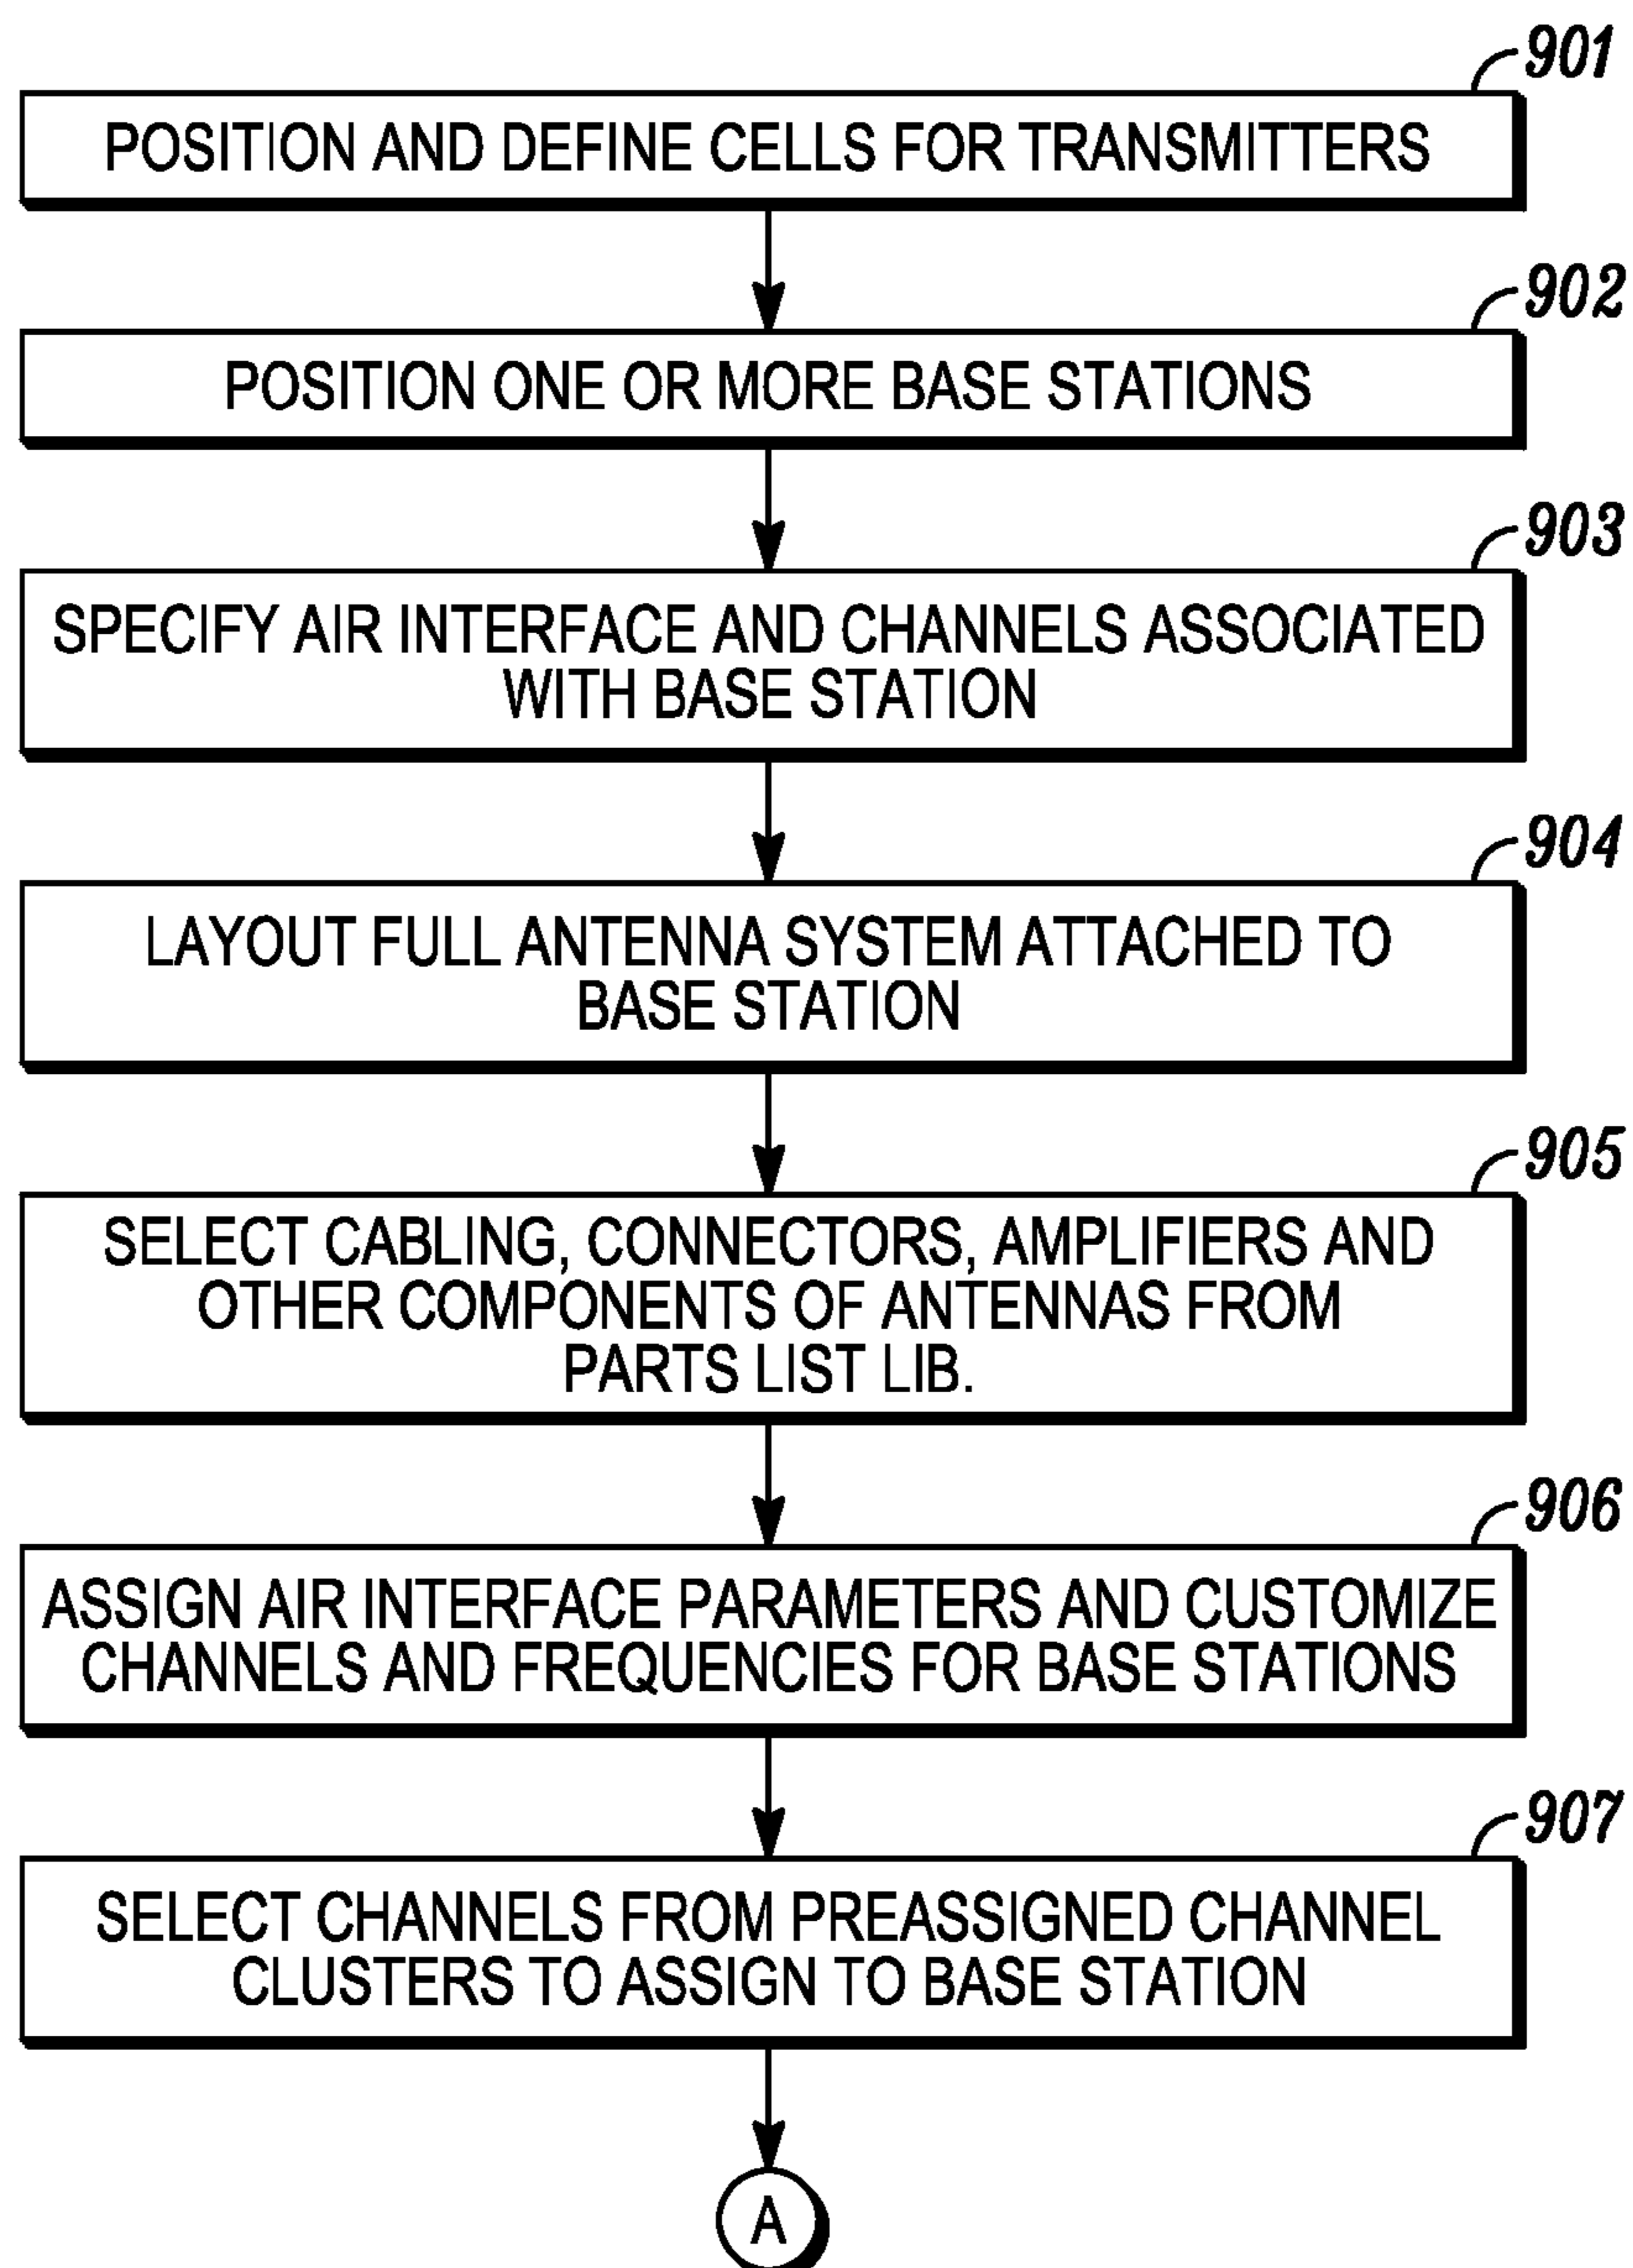 901
POSITION AND DEFINE CELLS FOR TRANSMITTERS
902
POSITION ONE OR MORE BASE STATIONS
903
SPECIFY AIR INTERFACE AND CHANNELS ASSOCIATED
WITH BASE STATION
904
LAYOUT FULL ANTENNA SYSTEM ATTACHED TO
BASE STATION
905
SELECT CABLING, CONNECTORS, AMPLIFIERS AND
OTHER COMPONENTS OF ANTENNAS FROM
PARTS LIST LIB.
906
ASSIGN AIR INTERFACE PARAMETERS AND CUSTOMIZE
CHANNELS AND FREQUENCIES FOR BASE STATIONS
907
SELECT CHANNELS FROM PREASSIGNED CHANNEL
CLUSTERS TO ASSIGN TO BASE STATION
A